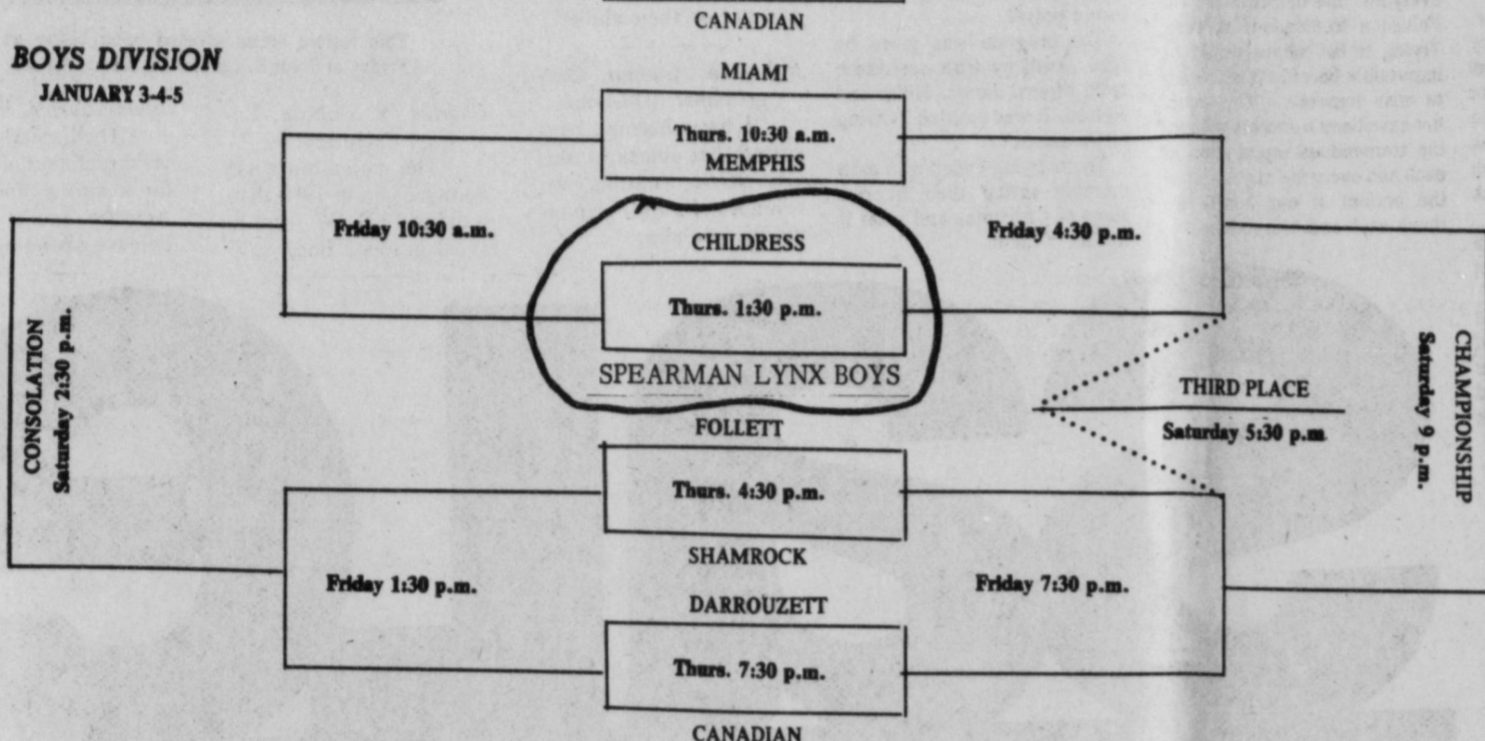 CANADIAN
BOYS DIVISION
JANUARY 3-4-5
MIAMI
Thurs. 10:30 a.m.
MEMPHIS
Friday 10:30 a.m.
CHILDRESS
Friday 4:30 p.m.
Thurs. 1:30 p.m.
SPEARMAN LYNX BOYS
CONSOLATION
Saturday 2:30 p.m.
THIRD PLACE
Saturday 5:30 p.m
CHAMPIONSHIP
Saturday 9 p.m.
FOLLETT
Thurs. 4:30 p.m.
SHAMROCK
Friday 1:30 p.m.
Friday 7:30 p.m.
DARROUZETT
Thurs. 7:30 p.m.
CANADIAN